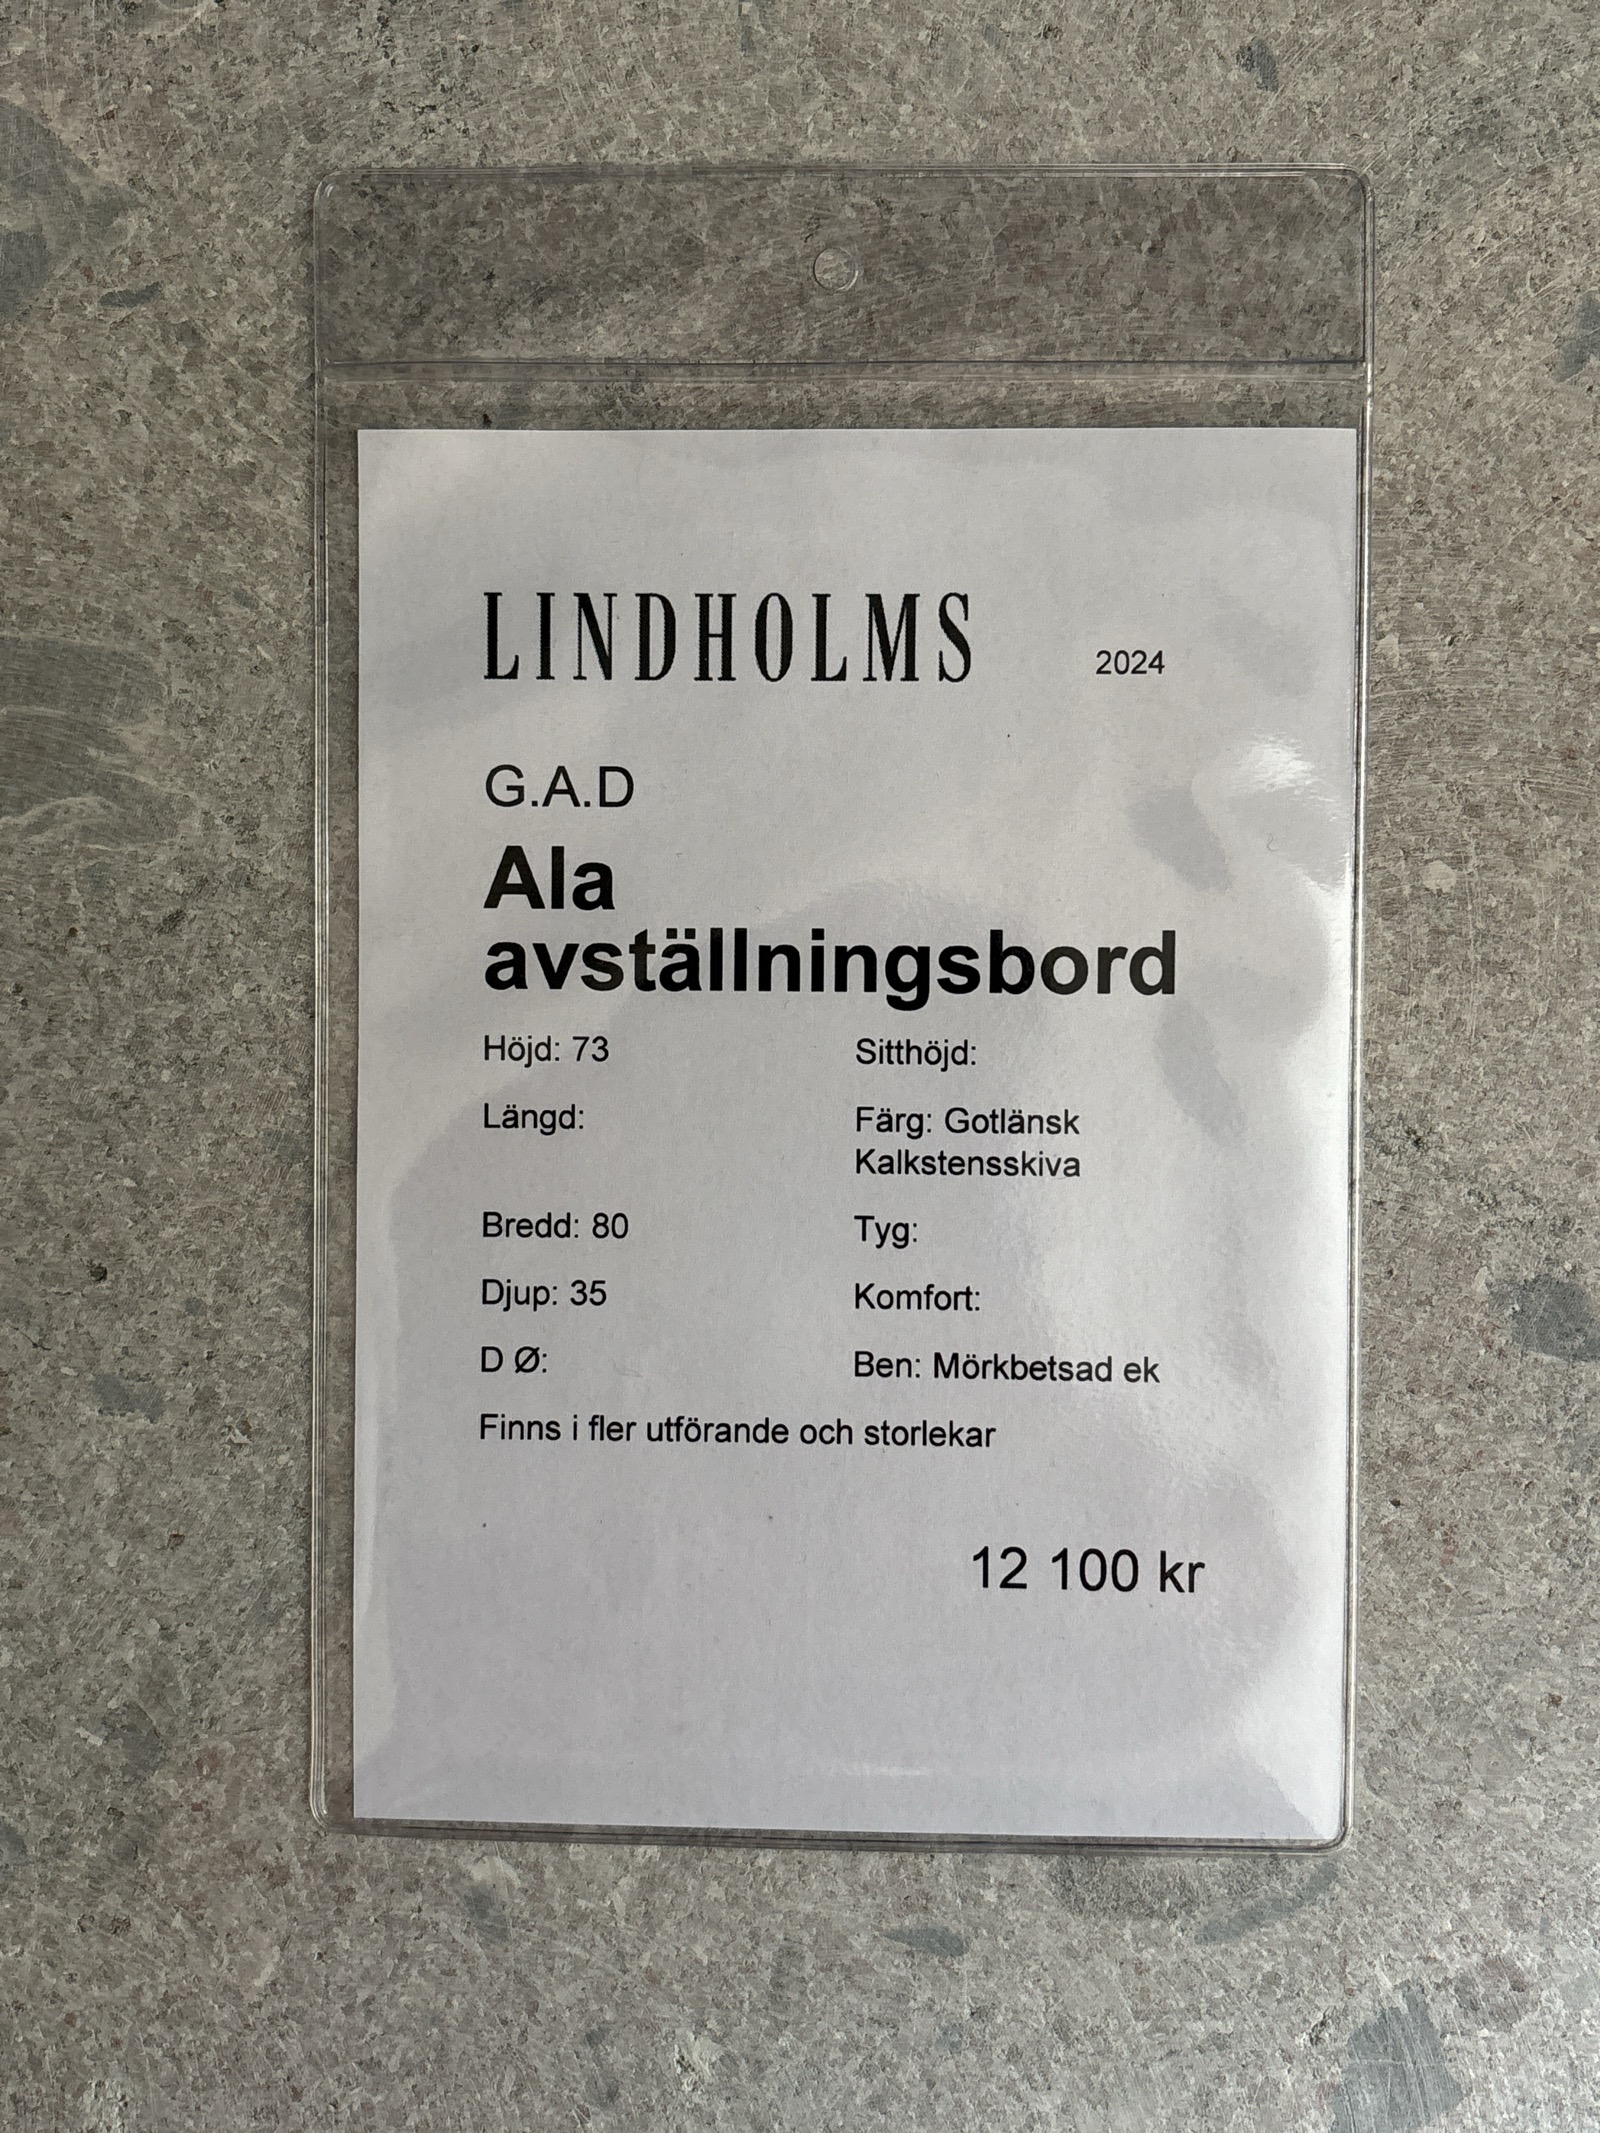 LINDHOLMS 2024
G.A.D
Ala
avställningsbord
Höjd: 73 Sitthöjd:
Längd: Färg: Gotlänsk
Kalkstensskiva
Bredd: 80 Tyg:
Djup: 35 Komfort:
D Ø: Ben: Mörkbetsad ek
Finns i fler utförande och storlekar
12 100 kr